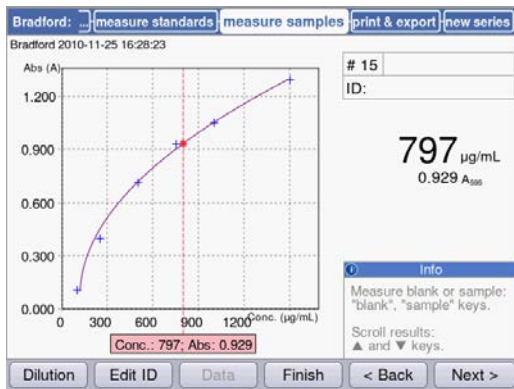 Bradford: ... measure standards measure samples print & export new series
Bradford 2010-11-25 16:28:23
Abs (A)
1.200
0.900
0.600
0.300
0.000
0 300 600 900 1200 Conc. (µg/mL)
Conc.: 797; Abs: 0.929
# 15
ID:
797 µg/mL
0.929 A595
Info
Measure blank or sample:
"blank", "sample" keys.
Scroll results:
▲ and ▼ keys.
Dilution Edit ID Data Finish < Back Next >